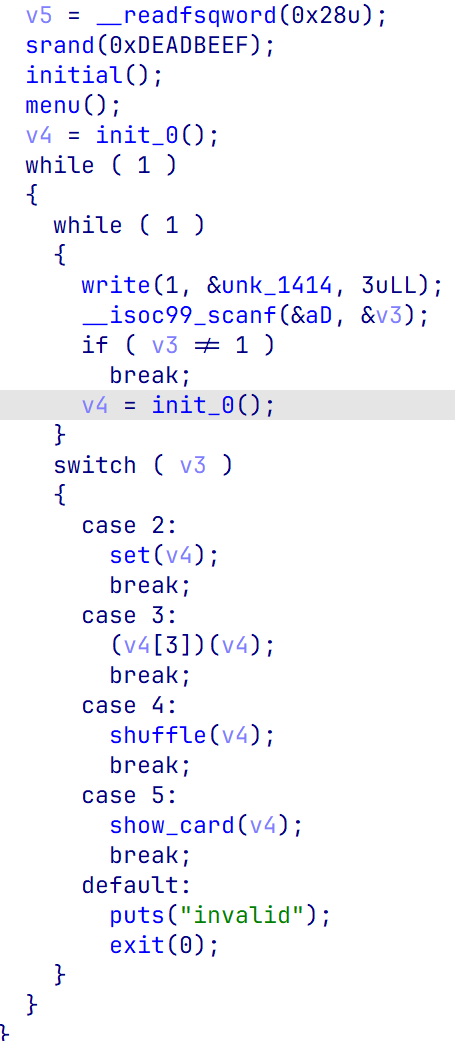 v5 = __readfsqword(0x28u);
srand(0xDEADBEEF);
initial();
menu();
v4 = init_0();
while ( 1 )
{
while ( 1 )
{
write(1, &unk_1414, 3uLL);
__isoc99_scanf(&aD, &v3);
if ( v3 ≠ 1 )
break;
v4 = init_0();
}
switch ( v3 )
{
case 2:
set(v4);
break;
case 3:
(v4[3])(v4);
break;
case 4:
shuffle(v4);
break;
case 5:
show_card(v4);
break;
default:
puts("invalid");
exit(0);
}
}
}